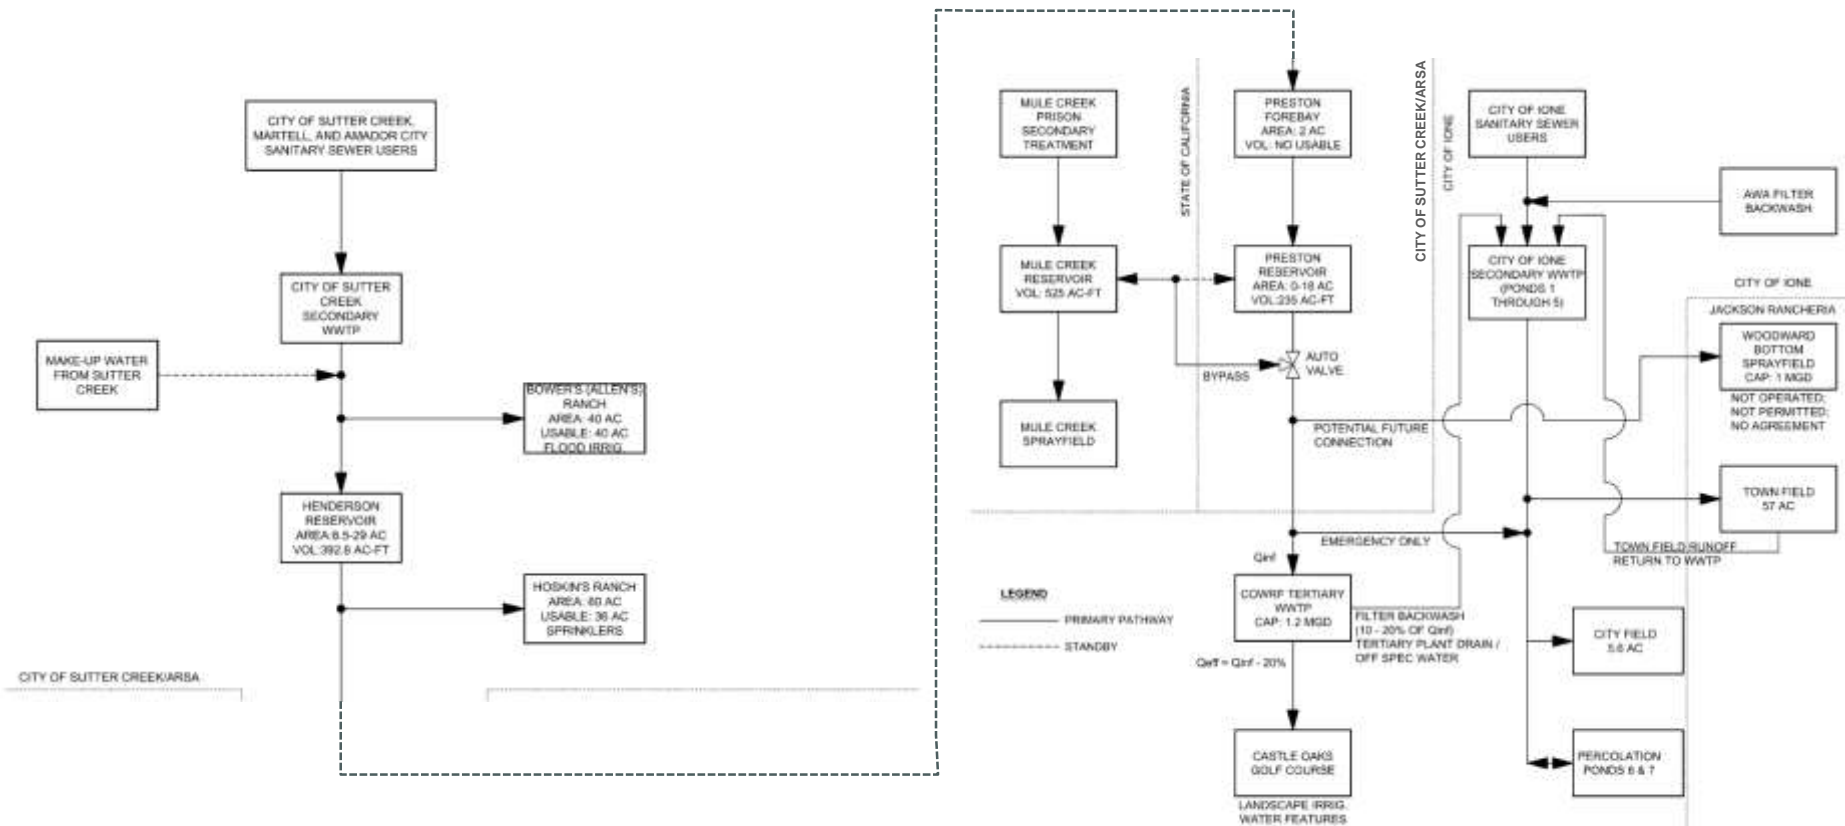 CITY OF SUTTER CREEK,
MARTELL, AND AMADOR CITY
SANITARY SEWER USERS
CITY OF SUTTER
CREEK
SECONDARY
WWTP
MAKE-UP WATER
FROM SUTTER
CREEK
BOWER'S (ALLEN'S)
RANCH
AREA: 40 AC
USABLE: 40 AC
FLOOD IRRIG.
HENDERSON
RESERVOIR
AREA:8.5-29 AC
VOL:392.8 AC-FT
HOSKIN'S RANCH
AREA: 60 AC
USABLE: 36 AC
SPRINKLERS
CITY OF SUTTER CREEK/ARSA
MULE CREEK
PRISON
SECONDARY
TREATMENT
STATE OF CALIFORNIA
PRESTON
FOREBAY
AREA: 2 AC
VOL: NO USABLE
CITY OF SUTTER CREEK/ARSA
CITY OF IONE
CITY OF IONE
SANITARY SEWER
USERS
AWA FILTER
BACKWASH
MULE CREEK
RESERVOIR
VOL: 525 AC-FT
PRESTON
RESERVOIR
AREA: 0-18 AC
VOL:235 AC-FT
CITY OF IONE
SECONDARY WWTP
(PONDS 1
THROUGH 5)
CITY OF IONE
JACKSON RANCHERIA
WOODWARD
BOTTOM
SPRAYFIELD
CAP: 1 MGD
NOT OPERATED;
NOT PERMITTED;
NO AGREEMENT
AUTO
VALVE
BYPASS
MULE CREEK
SPRAYFIELD
POTENTIAL FUTURE
CONNECTION
TOWN FIELD
57 AC
EMERGENCY ONLY
TOWN FIELD RUNOFF
RETURN TO WWTP
Qinf
LEGEND
PRIMARY PATHWAY
STANDBY
COWRF TERTIARY
WWTP
CAP: 1.2 MGD
FILTER BACKWASH
(10 - 20% OF Qinf)
TERTIARY PLANT DRAIN /
OFF SPEC WATER
Qeff = Qinf - 20%
CITY FIELD
5.6 AC
CASTLE OAKS
GOLF COURSE
LANDSCAPE IRRIG.
WATER FEATURES
PERCOLATION
PONDS 6 & 7